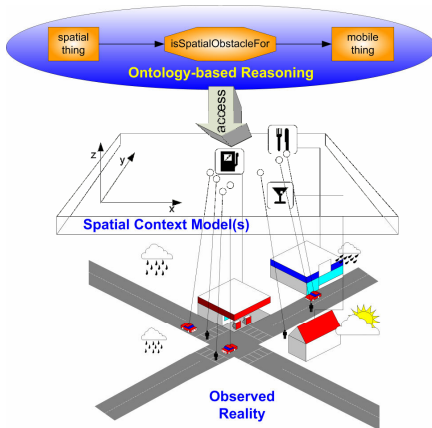 spatial
thing
isSpatialObstacleFor
mobile
thing
Ontology-based Reasoning
access
z
y
x
Spatial Context Model(s)
Observed
Reality